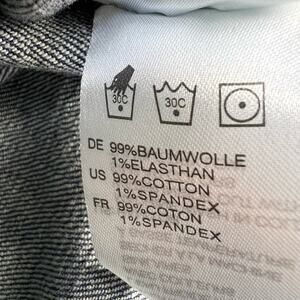 30C 30C
DE 99%BAUMWOLLE
1%ELASTHAN
US 99%COTTON
1%SPANDEX
FR 99%COTON
1%SPANDEX